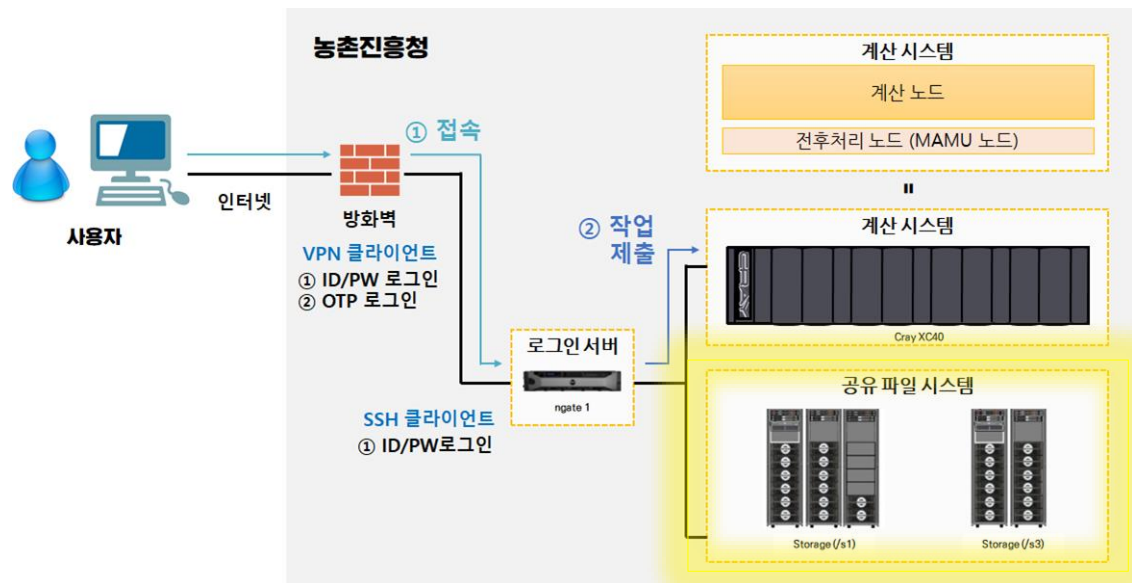 농촌진흥청
계산 시스템
계산 노드
전후처리 노드 (MAMU 노드)
=
① 접속
인터넷
사용자
방화벽
VPN 클라이언트
① ID/PW 로그인
② OTP 로그인
② 작업
제출
계산 시스템
CRAY
Cray XC40
로그인 서버
ngate 1
SSH 클라이언트
① ID/PW로그인
공유 파일 시스템
Storage(/s1)
Storage(/s3)